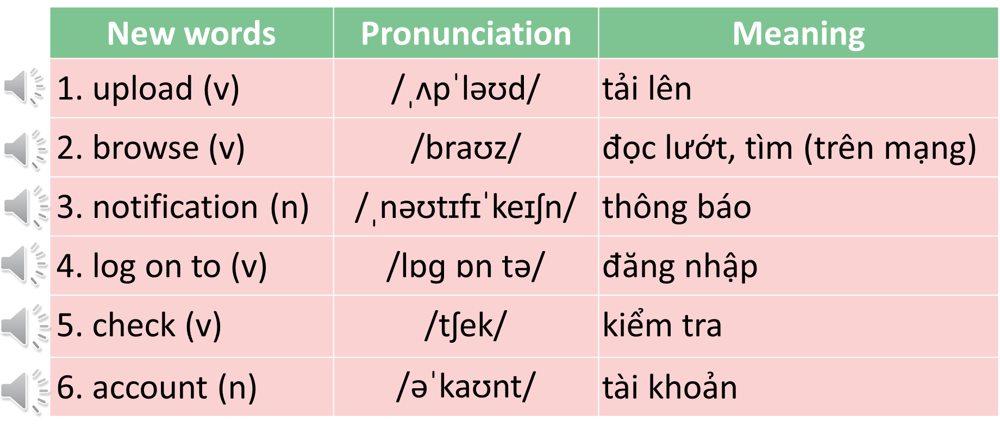 New words Pronunciation Meaning
1. upload (v) /ˌʌpˈləʊd/ tải lên
2. browse (v) /braʊz/ đọc lướt, tìm (trên mạng)
3. notification (n) /ˌnəʊtɪfɪˈkeɪʃn/ thông báo
4. log on to (v) /lɒg ɒn tə/ đăng nhập
5. check (v) /tʃek/ kiểm tra
6. account (n) /əˈkaʊnt/ tài khoản